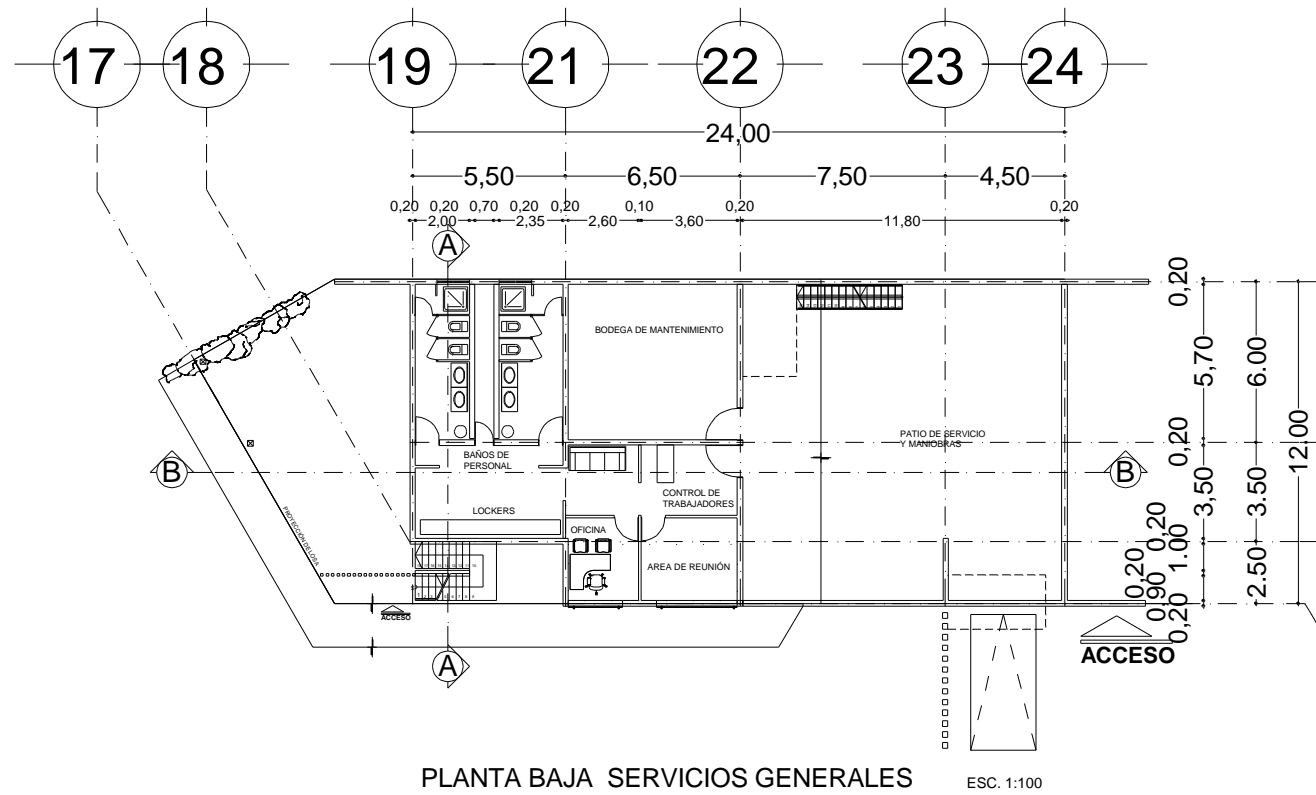 17 18 19 21 22 23 24
24,00
5,50 6,50 7,50 4,50
0,20 0,20 0,70 0,20 0,20 0,10 0,20 0,20
2,00 2,35 2,60 3,60 11,80
A
0,20
BODEGA DE MANTENIMIENTO
5,70 6.00
PATIO DE SERVICIO
Y MANIOBRAS
0,20 12.00
BAÑOS DE
PERSONAL
B B
CONTROL DE
TRABAJADORES
3,50 3.50
LOCKERS
OFICINA
0,20
PROYECCIÓN DE LOSA
1.00
AREA DE REUNIÓN
0,20 2.50
0,90
0,20
ACCESO
ACCESO
A
PLANTA BAJA SERVICIOS GENERALES ESC. 1:100